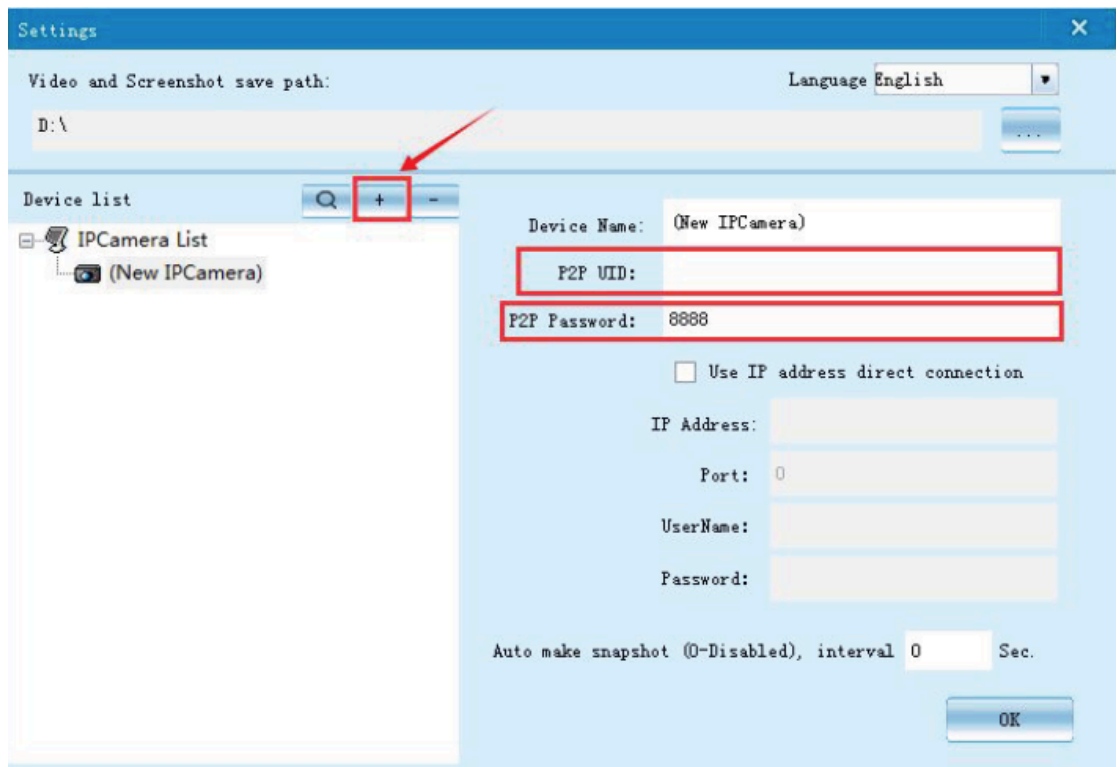 Settings
Video and Screenshot save path:
Language English
D:\
...
Device list
+ -
IPCamera List
(New IPCamera)
Device Name: (New IPCamera)
P2P UID:
P2P Password: 8888
Use IP address direct connection
IP Address:
Port: 0
UserName:
Password:
Auto make snapshot (0-Disabled), interval 0 Sec.
OK